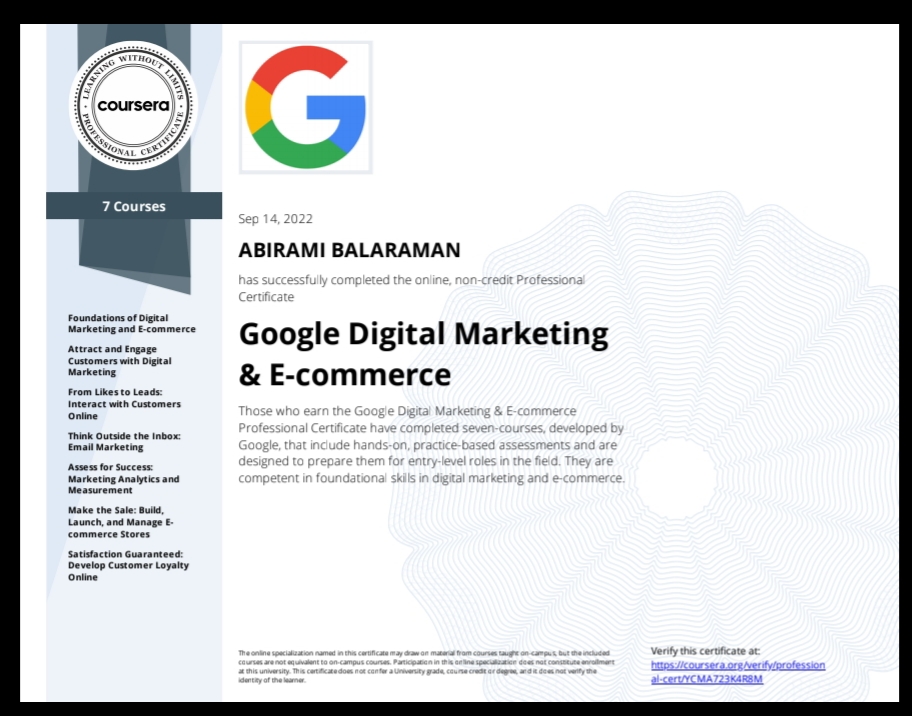 LEARNING WITHOUT LIMITS
coursera
PROFESSIONAL CERTIFICATE
7 Courses
Foundations of Digital
Marketing and E-commerce
Attract and Engage
Customers with Digital
Marketing
From Likes to Leads:
Interact with Customers
Online
Think Outside the Inbox:
Email Marketing
Assess for Success:
Marketing Analytics and
Measurement
Make the Sale: Build,
Launch, and Manage E-
commerce Stores
Satisfaction Guaranteed:
Develop Customer Loyalty
Online
Sep 14, 2022
ABIRAMI BALARAMAN
has successfully completed the online, non-credit Professional
Certificate
Google Digital Marketing
& E-commerce
Those who earn the Google Digital Marketing & E-commerce
Professional Certificate have completed seven-courses, developed by
Google, that include hands-on, practice-based assessments and are
designed to prepare them for entry-level roles in the field. They are
competent in foundational skills in digital marketing and e-commerce.
The online specialization named in this certificate may draw on material from courses taught on-campus, but the included
courses are not equivalent to on-campus courses. Participation in this online specialization does not constitute enrollment
at this university. This certificate does not confer a University grade, course credit or degree, and it does not verify the
identity of the learner.
Verify this certificate at:
https://coursera.org/verify/profession
al-cert/YCMA723K4R8M